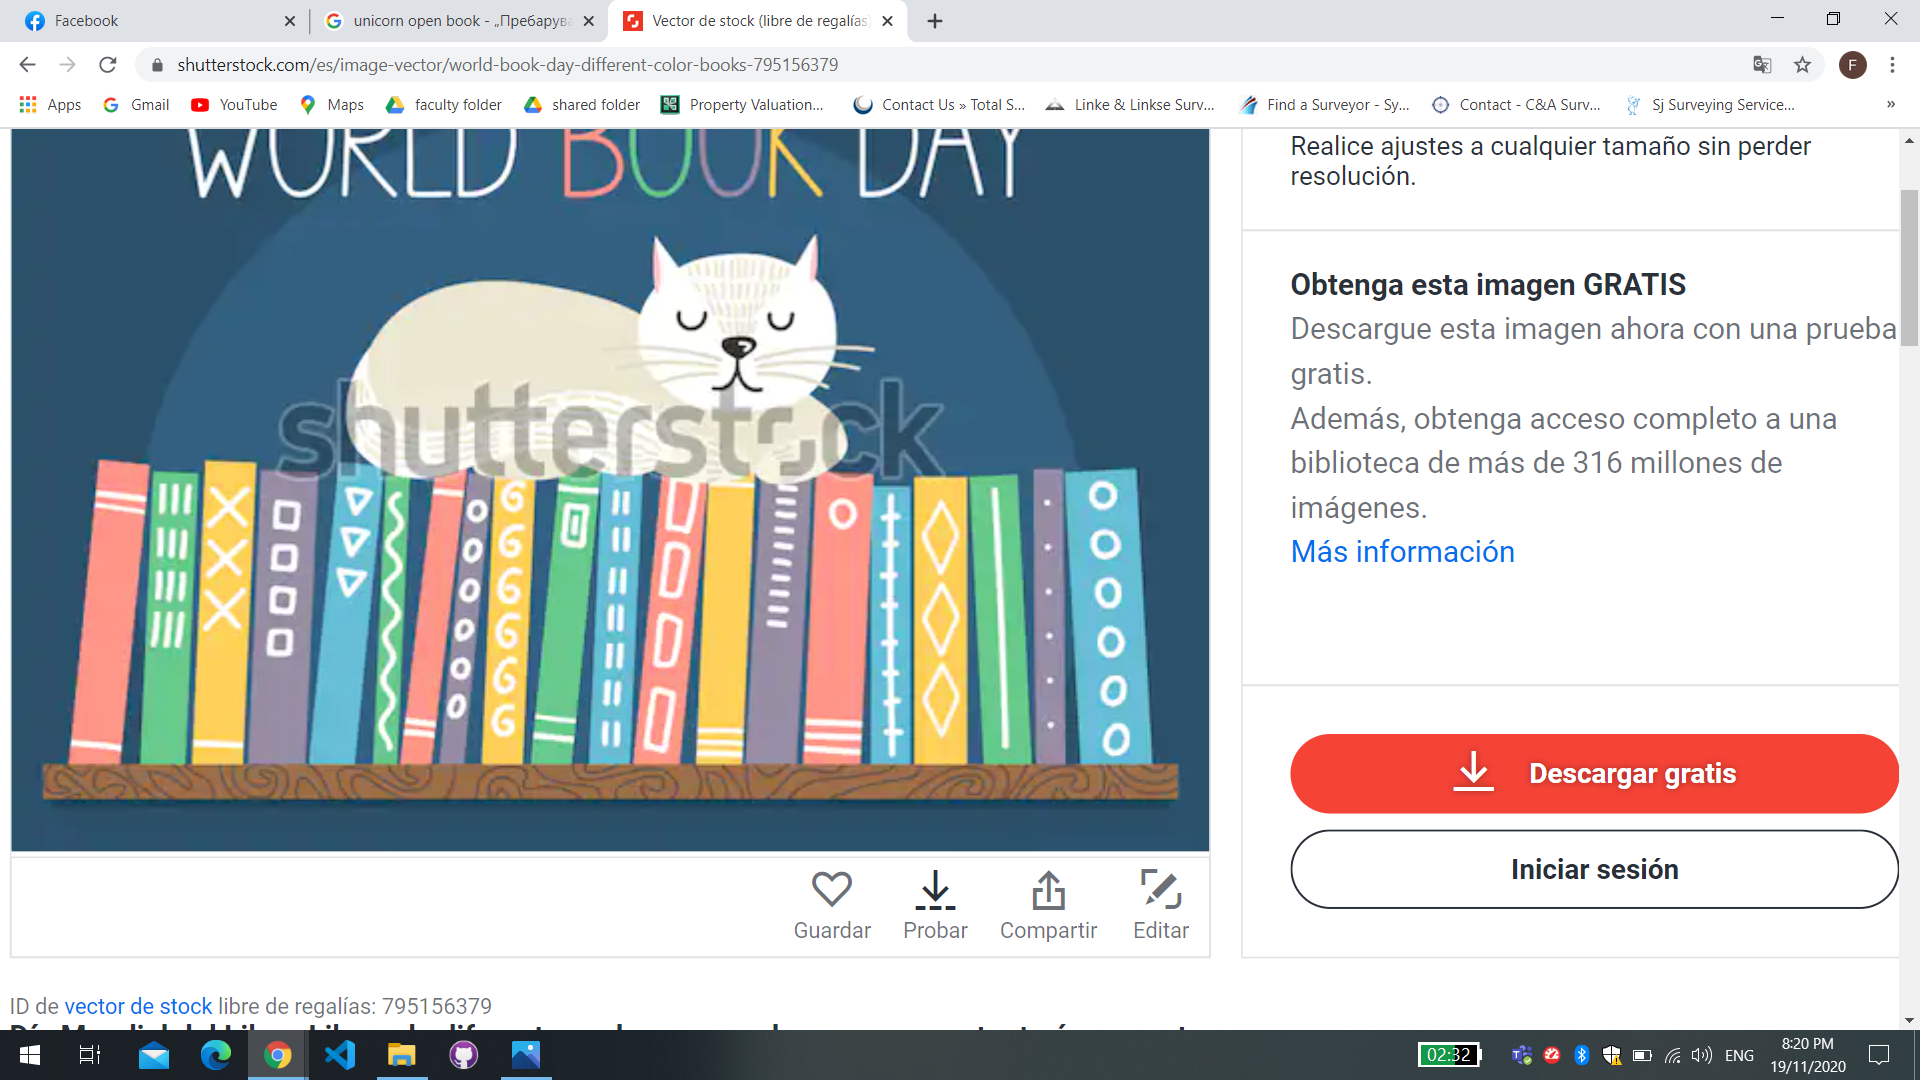 Facebook
unicorn open book - „Пребарува
Vector de stock (libre de regalías)
shutterstock.com/es/image-vector/world-book-day-different-color-books-795156379
F
Apps
Gmail
YouTube
Maps
faculty folder
shared folder
Property Valuation...
Contact Us » Total S...
Linke & Linkse Surv...
Find a Surveyor - Sy...
Contact - C&A Surv...
Sj Surveying Service...
»
WORLD BOOK DAY
shutterstock
Realice ajustes a cualquier tamaño sin perder
resolución.
Obtenga esta imagen GRATIS
Descargue esta imagen ahora con una prueba
gratis.
Además, obtenga acceso completo a una
biblioteca de más de 316 millones de
imágenes.
Más información
Descargar gratis
Iniciar sesión
Guardar
Probar
Compartir
Editar
ID de vector de stock libre de regalías: 795156379
02:32
ENG
8:20 PM
19/11/2020